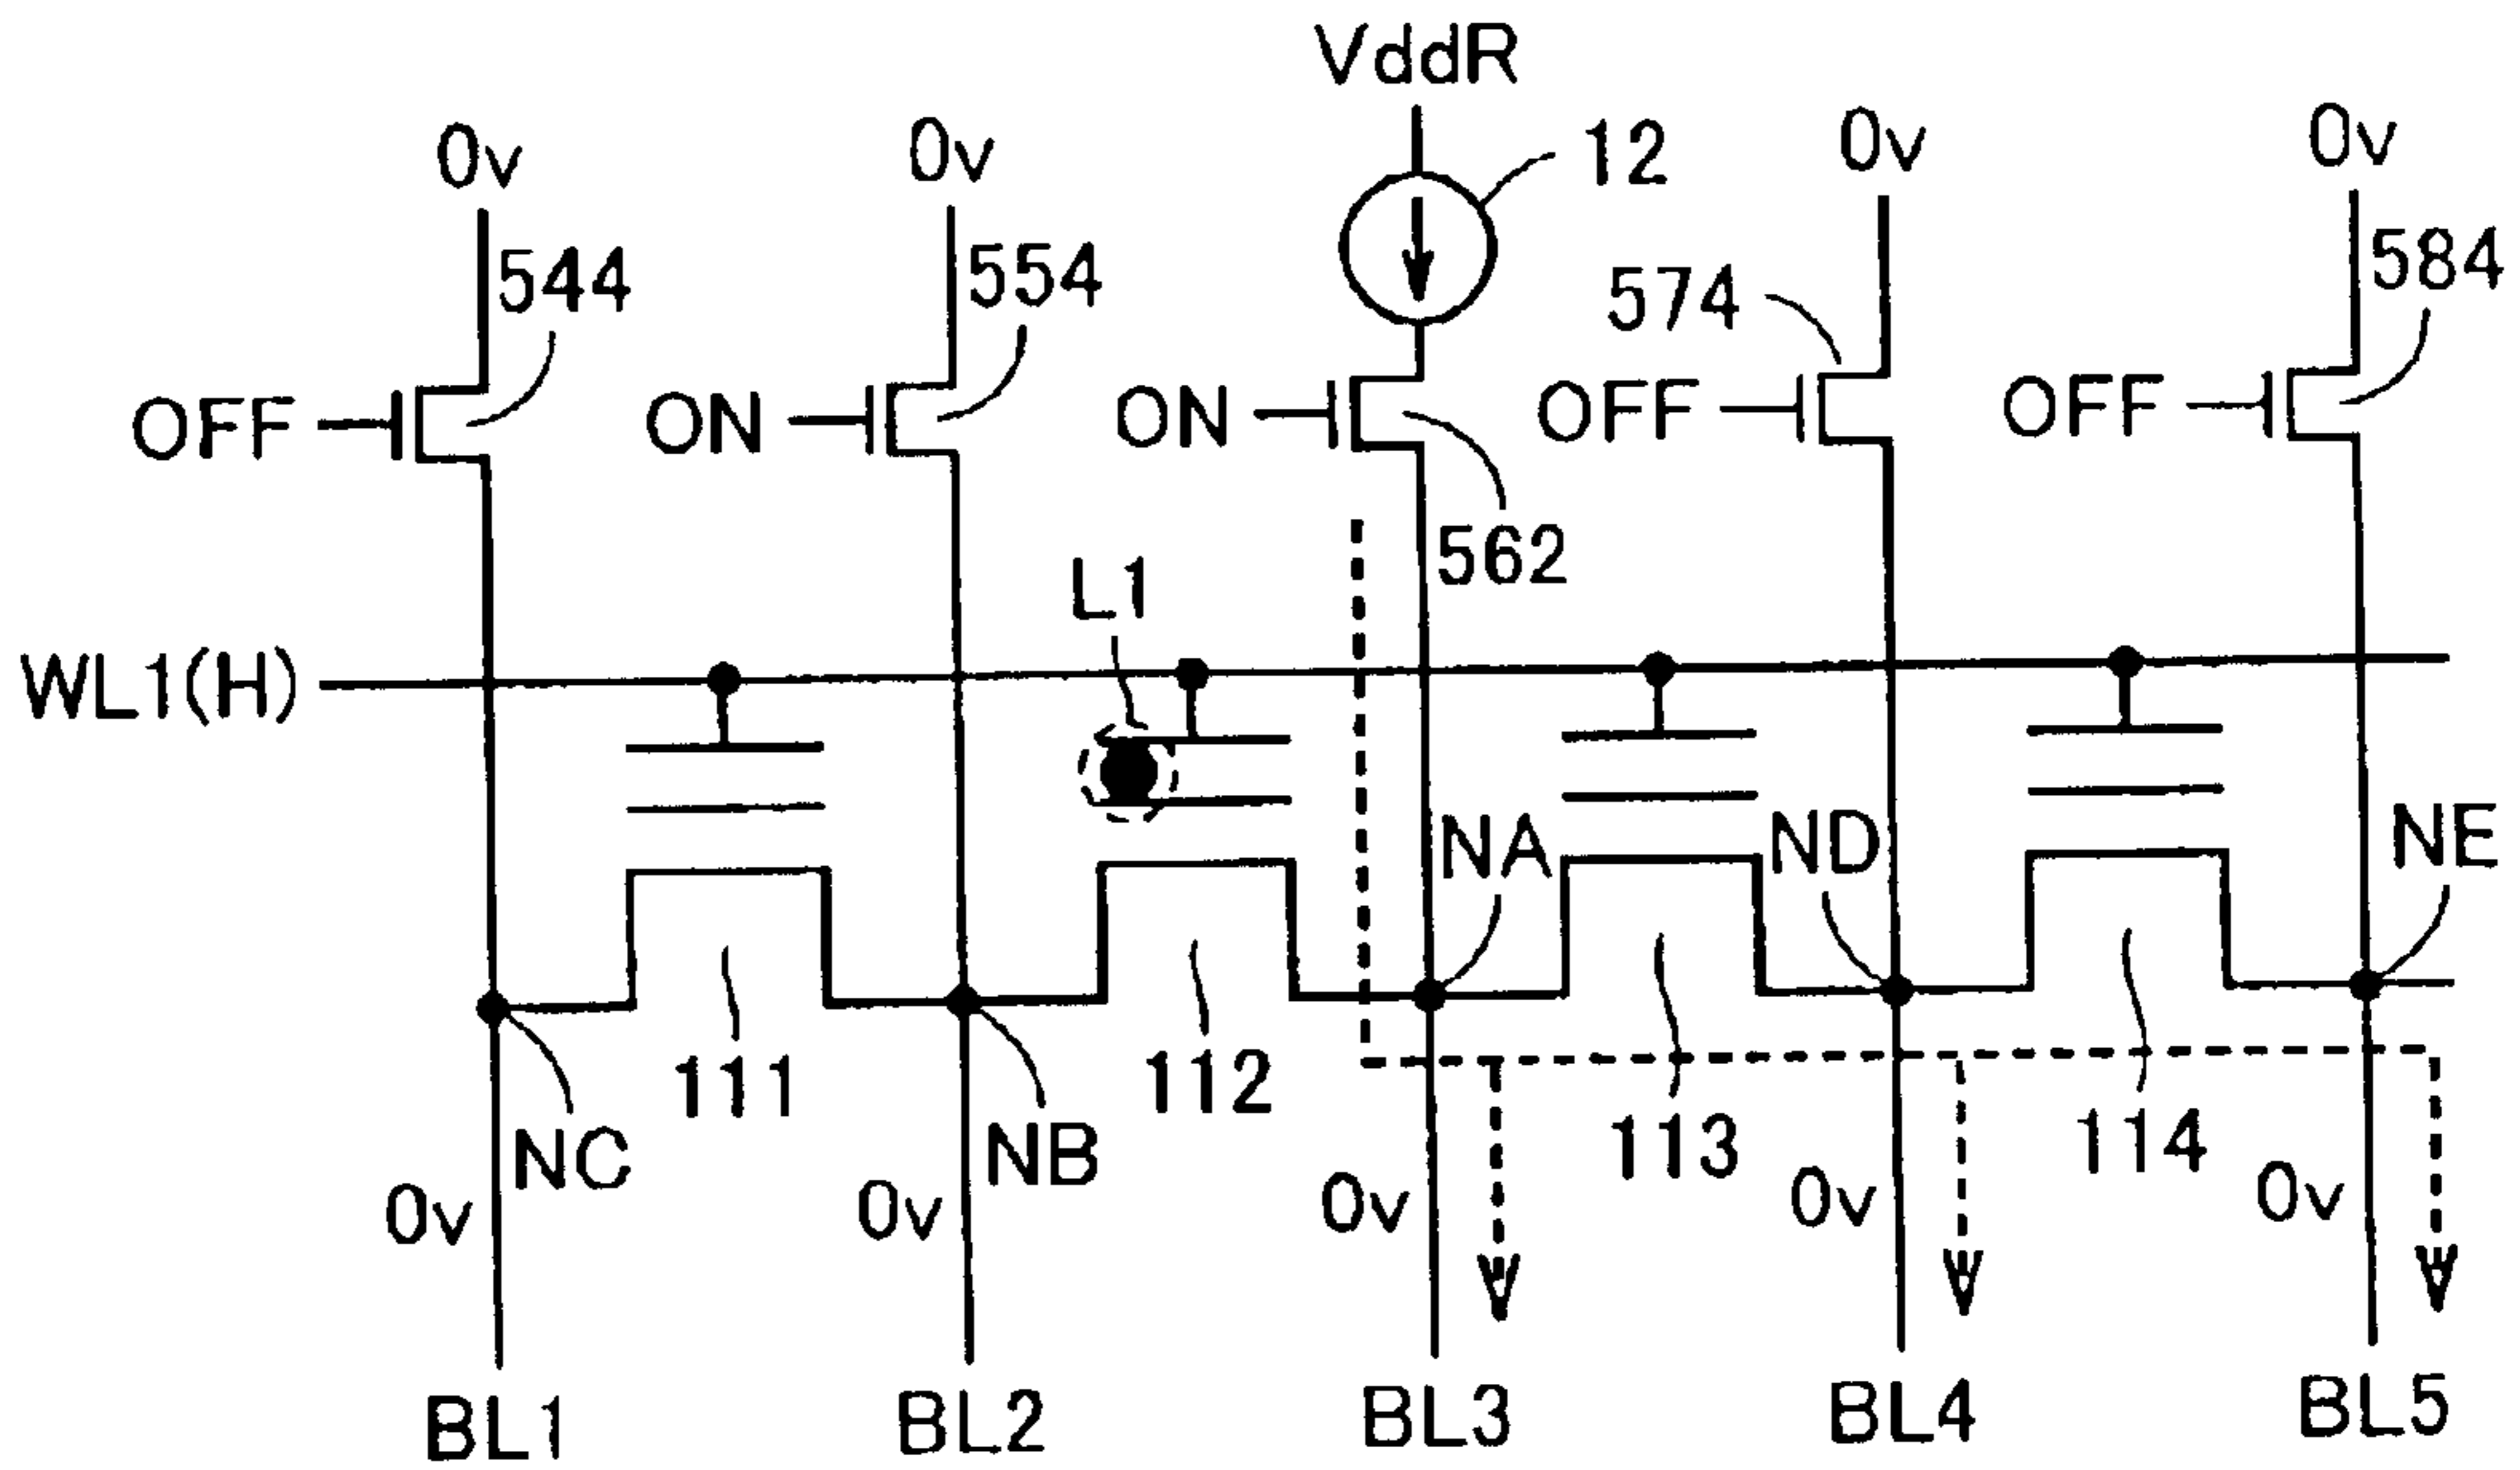 VddR
0v
0v
12
0v
0v
544
554
574
584
OFF
ON
ON
OFF
OFF
562
L1
WL1(H)
NA
ND
NE
111
112
113
114
NC
NB
0v
0v
0v
0v
0v
BL1
BL2
BL3
BL4
BL5